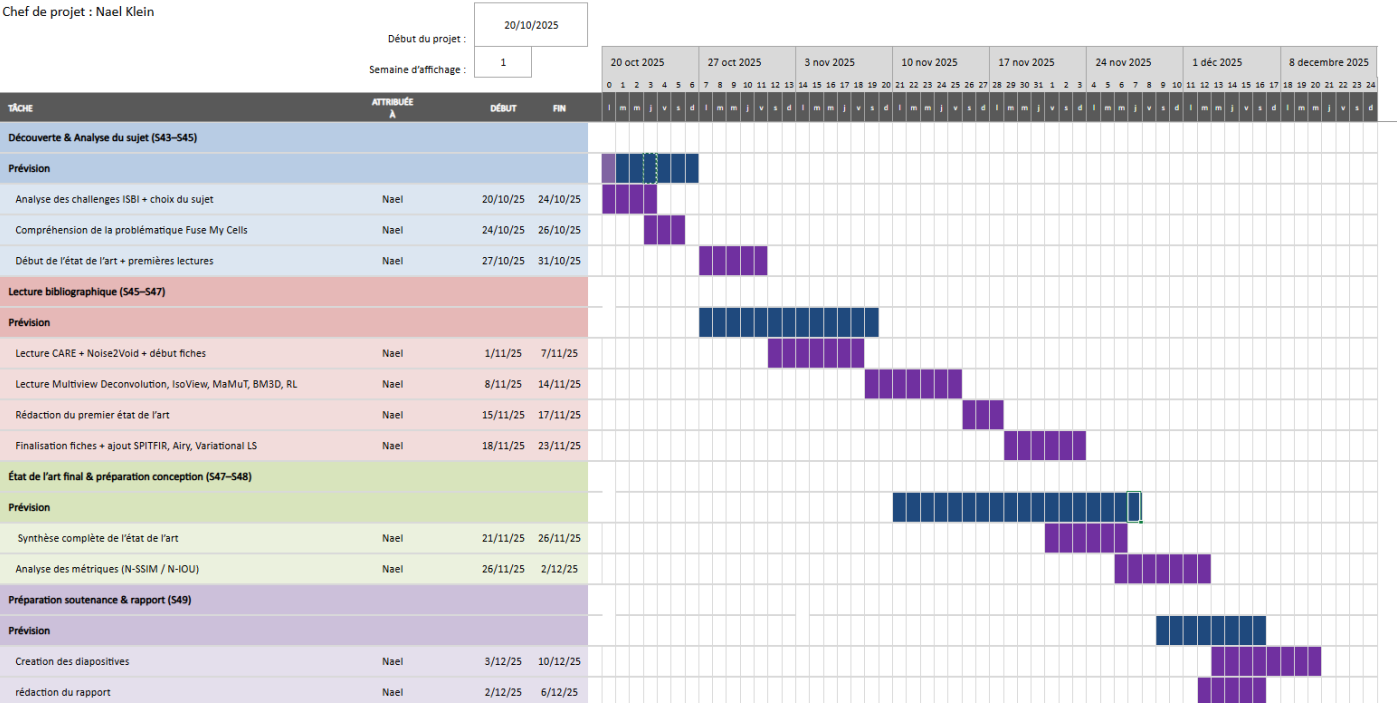 Chef de projet : Nael Klein
Début du projet : 20/10/2025
Semaine d'affichage : 1
20 oct 2025 27 oct 2025 3 nov 2025 10 nov 2025 17 nov 2025 24 nov 2025 1 déc 2025 8 decembre 2025
0 1 2 3 4 5 6 7 8 9 10 11 12 13 14 15 16 17 18 19 20 21 22 23 24 25 26 27 28 29 30 31 1 2 3 4 5 6 7 8 9 10 11 12 13 14 15 16 17 18 19 20 21 22 23 24
TÂCHE ATTRIBUÉE À DÉBUT FIN l m m j v s d l m m j v s d l m m j v s d l m m j v s d l m m j v s d l m m j v s d l m m j v s d l m m j v s d
Découverte & Analyse du sujet (S43–S45)
Prévision
Analyse des challenges ISBI + choix du sujet Nael 20/10/25 24/10/25
Compréhension de la problématique Fuse My Cells Nael 24/10/25 26/10/25
Début de l'état de l'art + premières lectures Nael 27/10/25 31/10/25
Lecture bibliographique (S45–S47)
Prévision
Lecture CARE + Noise2Void + début fiches Nael 1/11/25 7/11/25
Lecture Multiview Deconvolution, IsoView, MaMuT, BM3D, RL Nael 8/11/25 14/11/25
Rédaction du premier état de l'art Nael 15/11/25 17/11/25
Finalisation fiches + ajout SPITFIR, Airy, Variational LS Nael 18/11/25 23/11/25
État de l'art final & préparation conception (S47–S48)
Prévision
Synthèse complète de l'état de l'art Nael 21/11/25 26/11/25
Analyse des métriques (N-SSIM / N-IOU) Nael 26/11/25 2/12/25
Préparation soutenance & rapport (S49)
Prévision
Creation des diapositives Nael 3/12/25 10/12/25
rédaction du rapport Nael 2/12/25 6/12/25